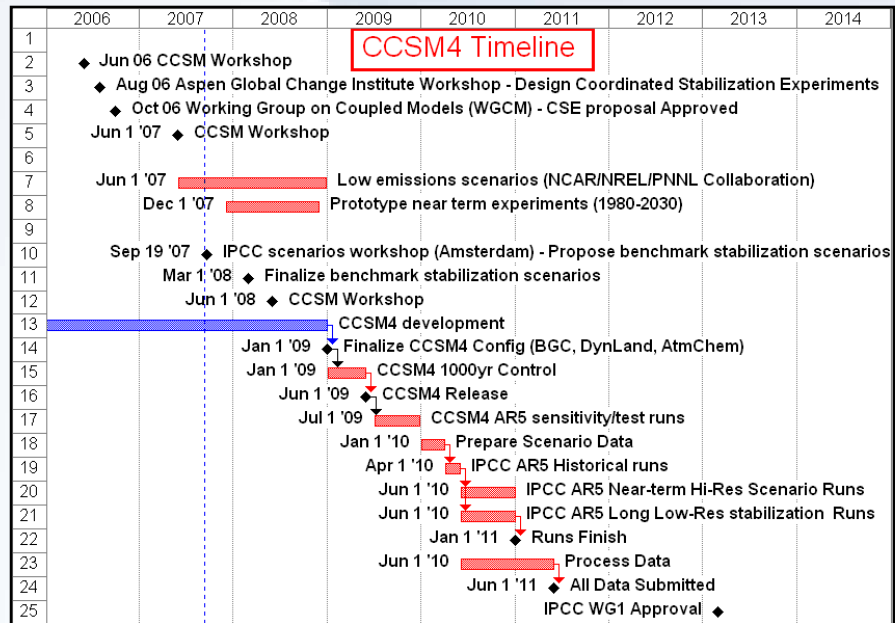 2006 2007 2008 2009 2010 2011 2012 2013 2014
CCSM4 Timeline
1
2 Jun 06 CCSM Workshop
3 Aug 06 Aspen Global Change Institute Workshop - Design Coordinated Stabilization Experiments
4 Oct 06 Working Group on Coupled Models (WGCM) - CSE proposal Approved
5 Jun 1 '07 CCSM Workshop
6
7 Jun 1 '07 Low emissions scenarios (NCAR/NREL/PNNL Collaboration)
8 Dec 1 '07 Prototype near term experiments (1980-2030)
9
10 Sep 19 '07 IPCC scenarios workshop (Amsterdam) - Propose benchmark stabilization scenarios
11 Mar 1 '08 Finalize benchmark stabilization scenarios
12 Jun 1 '08 CCSM Workshop
13 CCSM4 development
14 Jan 1 '09 Finalize CCSM4 Config (BGC, DynLand, AtmChem)
15 Jan 1 '09 CCSM4 1000yr Control
16 Jun 1 '09 CCSM4 Release
17 Jul 1 '09 CCSM4 AR5 sensitivity/test runs
18 Jan 1 '10 Prepare Scenario Data
19 Apr 1 '10 IPCC AR5 Historical runs
20 Jun 1 '10 IPCC AR5 Near-term Hi-Res Scenario Runs
21 Jun 1 '10 IPCC AR5 Long Low-Res stabilization Runs
22 Jan 1 '11 Runs Finish
23 Jun 1 '10 Process Data
24 Jun 1 '11 All Data Submitted
25 IPCC WG1 Approval